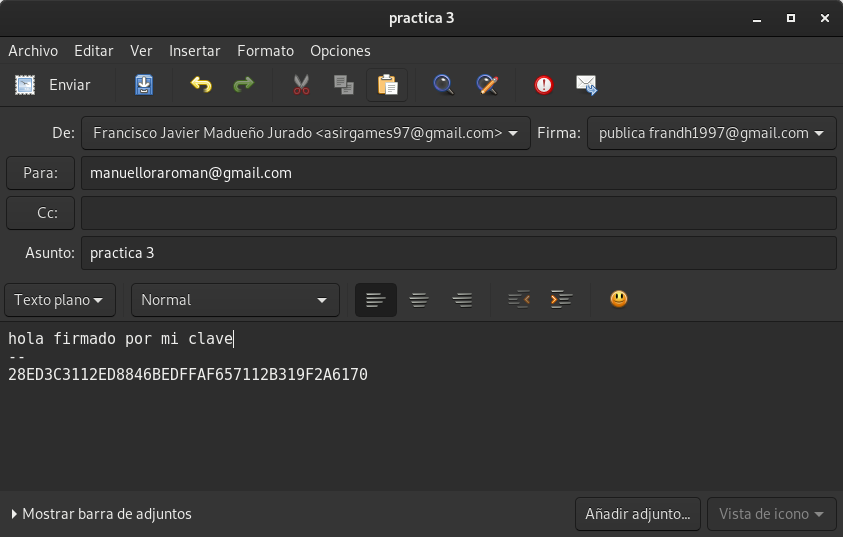 practica 3
Archivo Editar Ver Insertar Formato Opciones
Enviar
De: Francisco Javier Madueño Jurado <asirgames97@gmail.com> Firma: publica frandh1997@gmail.com
Para: manuelloraroman@gmail.com
Cc:
Asunto: practica 3
Texto plano Normal
hola firmado por mi clave
--
28ED3C3112ED8846BEDFFAF657112B319F2A6170
Mostrar barra de adjuntos Añadir adjunto... Vista de icono